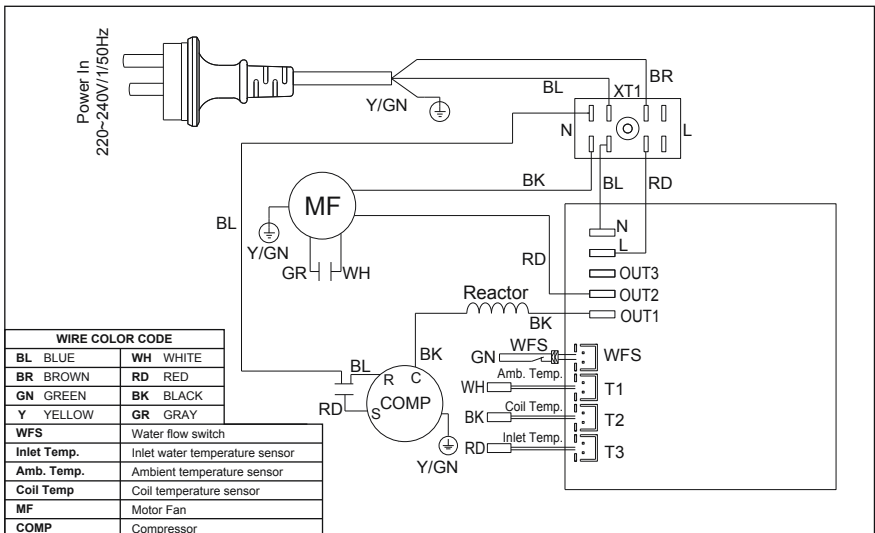 Power In
220~240V/1/50Hz
Y/GN
BL
BR
XT1
N
L
BK
BL
RD
MF
BL
Y/GN
GR
WH
N
L
RD
OUT3
OUT2
OUT1
Reactor
BK
WFS
GN
WFS
BK
BL
R
C
COMP
S
RD
Y/GN
Amb. Temp.
WH
T1
Coil Temp.
BK
T2
Inlet Temp.
RD
T3
WIRE COLOR CODE
BL BLUE WH WHITE
BR BROWN RD RED
GN GREEN BK BLACK
Y YELLOW GR GRAY
WFS Water flow switch
Inlet Temp. Inlet water temperature sensor
Amb. Temp. Ambient temperature sensor
Coil Temp Coil temperature sensor
MF Motor Fan
COMP Compressor